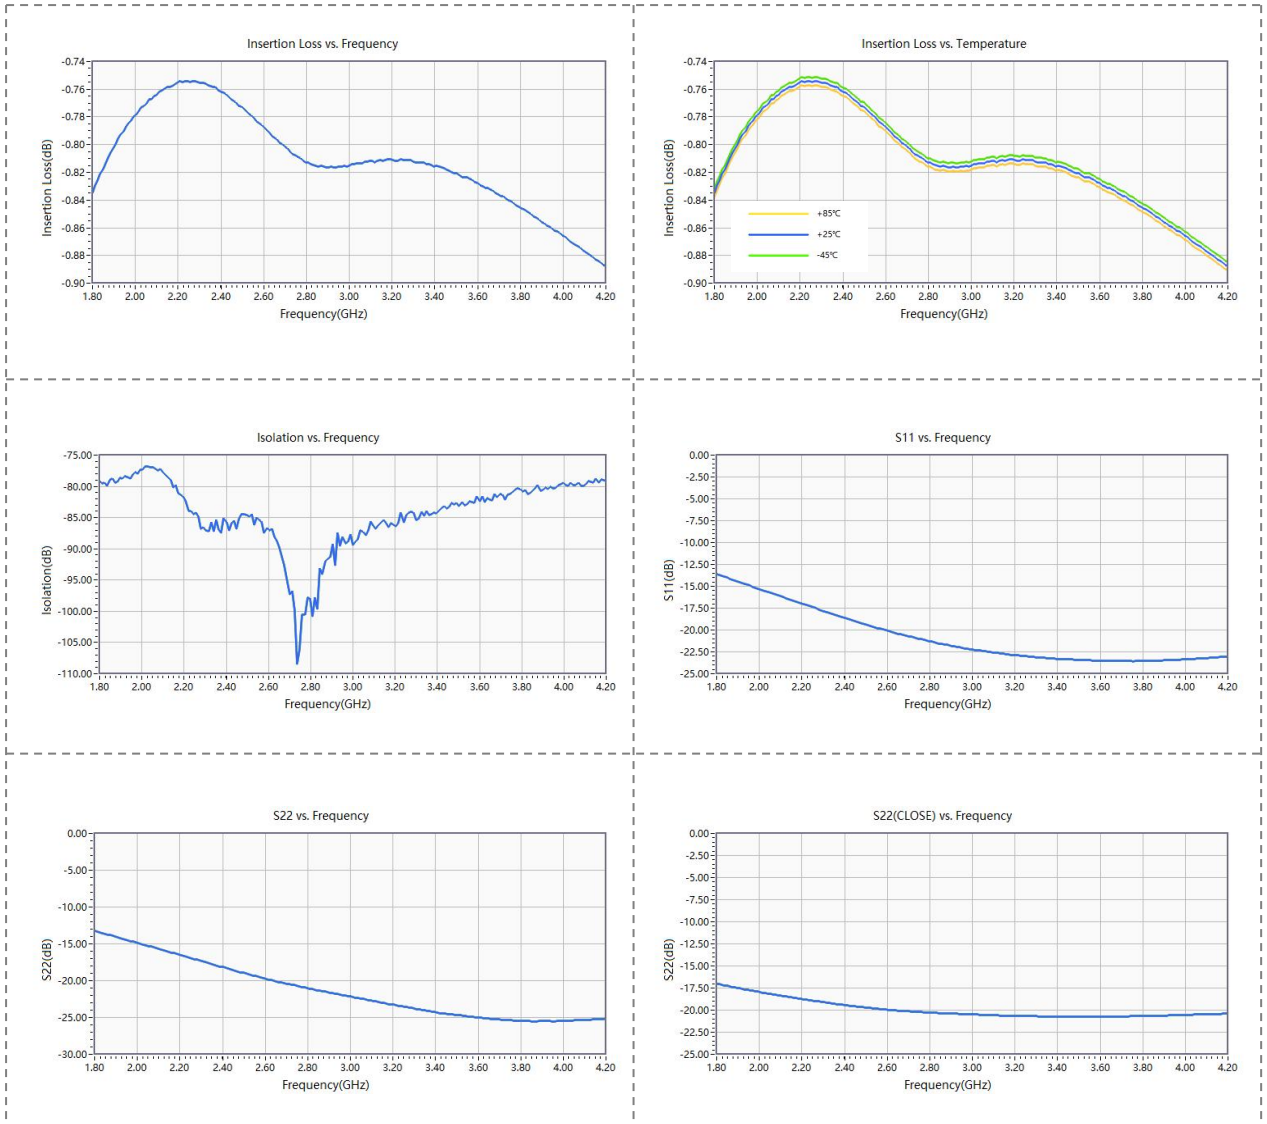 Insertion Loss vs. Frequency
-0.74
-0.76
-0.78
-0.80
-0.82
-0.84
-0.86
-0.88
-0.90
Insertion Loss(dB)
1.80 2.00 2.20 2.40 2.60 2.80 3.00 3.20 3.40 3.60 3.80 4.00 4.20
Frequency(GHz)
Insertion Loss vs. Temperature
-0.74
-0.76
-0.78
-0.80
-0.82
-0.84
-0.86
-0.88
-0.90
Insertion Loss(dB)
+85℃
+25℃
-45℃
1.80 2.00 2.20 2.40 2.60 2.80 3.00 3.20 3.40 3.60 3.80 4.00 4.20
Frequency(GHz)
Isolation vs. Frequency
-75.00
-80.00
-85.00
-90.00
-95.00
-100.00
-105.00
-110.00
Isolation(dB)
1.80 2.00 2.20 2.40 2.60 2.80 3.00 3.20 3.40 3.60 3.80 4.00 4.20
Frequency(GHz)
S11 vs. Frequency
0.00
-2.50
-5.00
-7.50
-10.00
-12.50
-15.00
-17.50
-20.00
-22.50
-25.00
S11(dB)
1.80 2.00 2.20 2.40 2.60 2.80 3.00 3.20 3.40 3.60 3.80 4.00 4.20
Frequency(GHz)
S22 vs. Frequency
0.00
-5.00
-10.00
-15.00
-20.00
-25.00
-30.00
S22(dB)
1.80 2.00 2.20 2.40 2.60 2.80 3.00 3.20 3.40 3.60 3.80 4.00 4.20
Frequency(GHz)
S22(CLOSE) vs. Frequency
0.00
-2.50
-5.00
-7.50
-10.00
-12.50
-15.00
-17.50
-20.00
-22.50
-25.00
S22(dB)
1.80 2.00 2.20 2.40 2.60 2.80 3.00 3.20 3.40 3.60 3.80 4.00 4.20
Frequency(GHz)